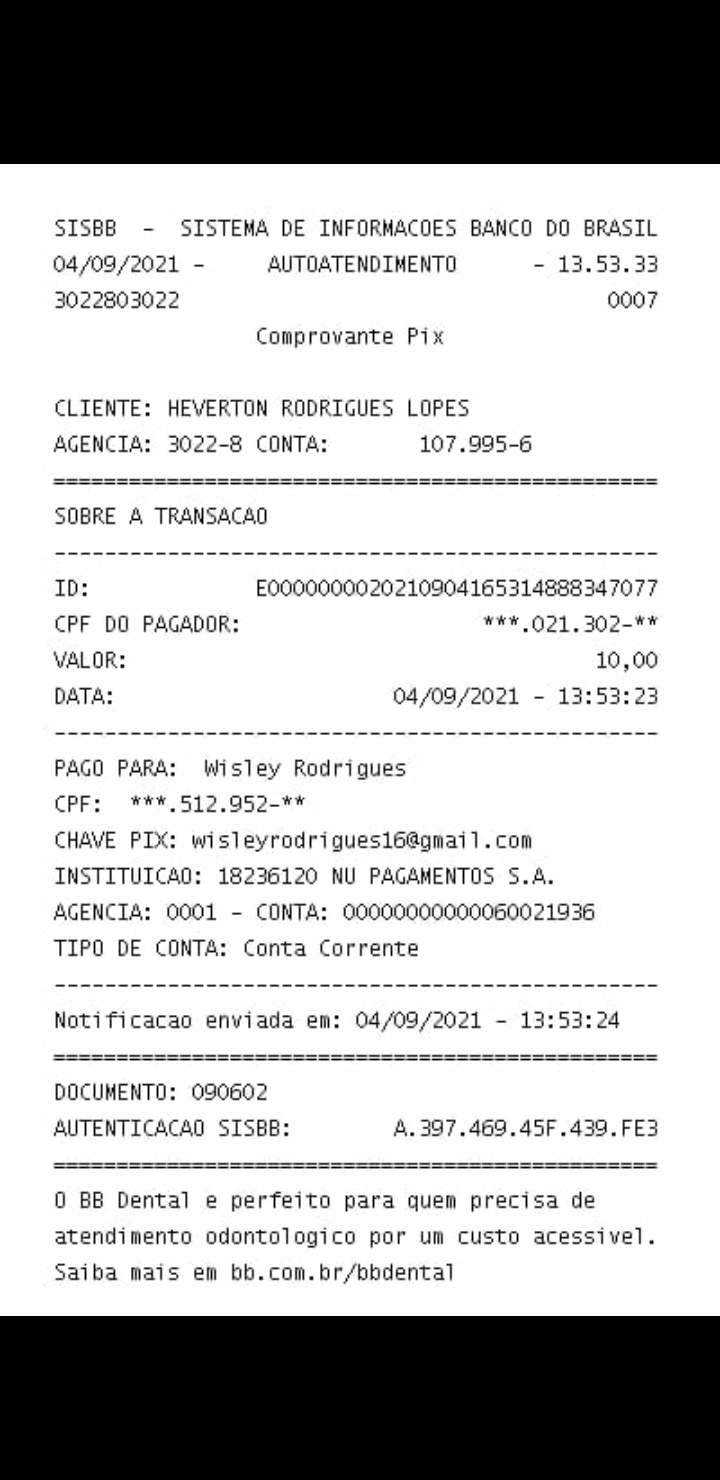 SISBB - SISTEMA DE INFORMACOES BANCO DO BRASIL
04/09/2021 - AUTOATENDIMENTO - 13.53.33
3022803022 0007
Comprovante Pix
CLIENTE: HEVERTON RODRIGUES LOPES
AGENCIA: 3022-8 CONTA: 107.995-6
================================================
SOBRE A TRANSACAO
------------------------------------------------
ID: E00000000202109041653148​88347077
CPF DO PAGADOR: ***.021.302-**
VALOR: 10,00
DATA: 04/09/2021 - 13:53:23
------------------------------------------------
PAGO PARA: Wisley Rodrigues
CPF: ***.512.952-**
CHAVE PIX: wisleyrodrigues16@gmail.com
INSTITUICAO: 18236120 NU PAGAMENTOS S.A.
AGENCIA: 0001 - CONTA: 00000000000060021936
TIPO DE CONTA: Conta Corrente
------------------------------------------------
Notificacao enviada em: 04/09/2021 - 13:53:24
================================================
DOCUMENTO: 090602
AUTENTICACAO SISBB: A.397.469.45F.439.FE3
================================================
O BB Dental e perfeito para quem precisa de
atendimento odontologico por um custo acessivel.
Saiba mais em bb.com.br/bbdental